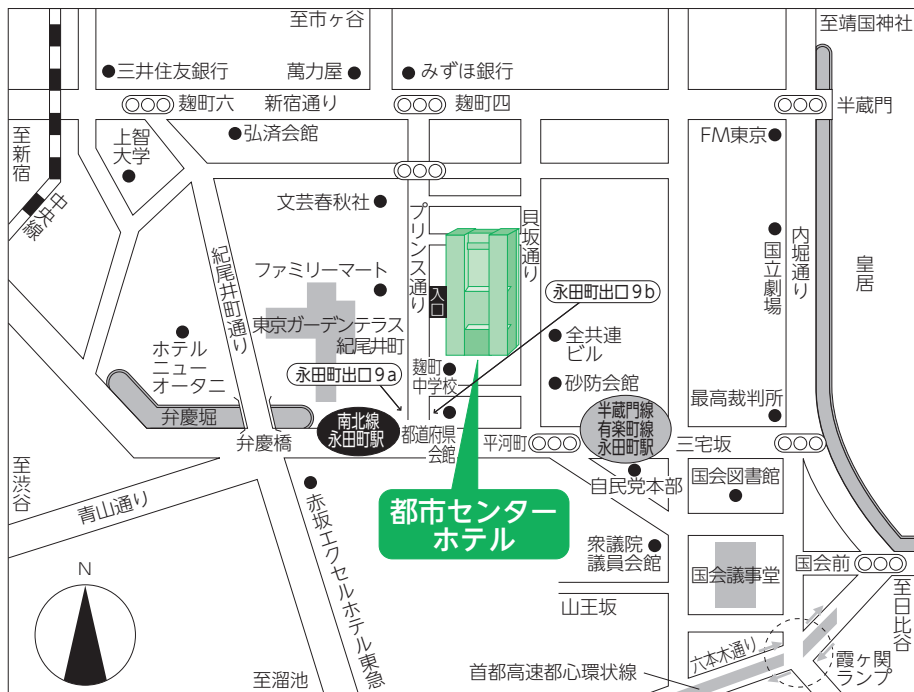 至市ヶ谷
至靖国神社
三井住友銀行
萬力屋
みずほ銀行
麹町六
新宿通り
麹町四
半蔵門
至新宿
上智
大学
弘済会館
FM東京
中央線
文芸春秋社
プリンス通り
貝坂通り
国立劇場
内堀通り
皇居
紀尾井町通り
ファミリーマート
入口
永田町出口9b
東京ガーデンテラス
紀尾井町
全共連
ビル
ホテル
ニュー
オータニ
永田町出口9a
麹町
中学校
砂防会館
最高裁判所
弁慶堀
南北線
永田町駅
半蔵門線
有楽町線
永田町駅
弁慶橋
都道府県
会館
平河町
三宅坂
至渋谷
青山通り
赤坂エクセルホテル東急
都市センター
ホテル
自民党本部
国会図書館
衆議院
議員会館
国会議事堂
国会前
N
山王坂
至日比谷
六本木通り
霞ヶ関
ランプ
至溜池
首都高速都心環状線